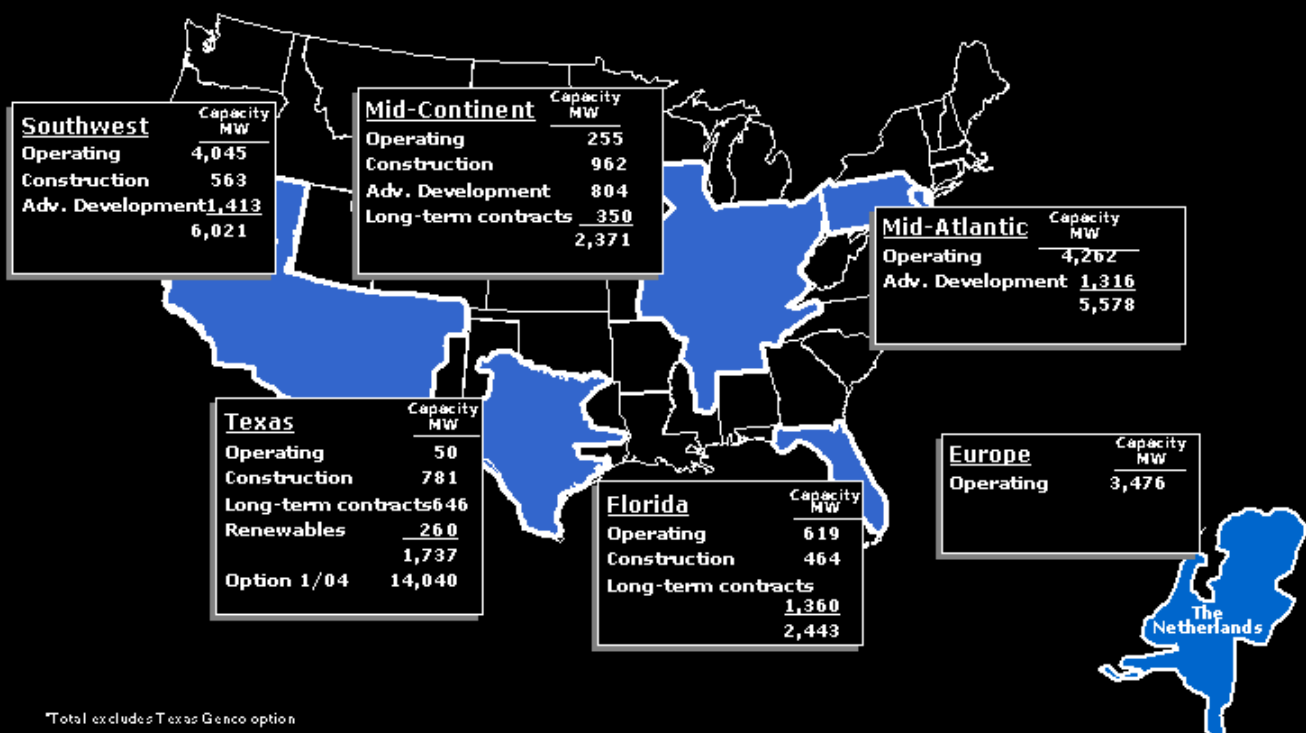 Southwest Capacity MW
Operating 4,045
Construction 563
Adv. Development 1,413
6,021
Mid-Continent Capacity MW
Operating 255
Construction 962
Adv. Development 804
Long-term contracts 350
2,371
Mid-Atlantic Capacity MW
Operating 4,262
Adv. Development 1,316
5,578
Texas Capacity MW
Operating 50
Construction 781
Long-term contracts 646
Renewables 260
1,737
Option 1/04 14,040
Florida Capacity MW
Operating 619
Construction 464
Long-term contracts
1,360
2,443
Europe Capacity MW
Operating 3,476
The
Netherlands
*Total excludes Texas Genco option